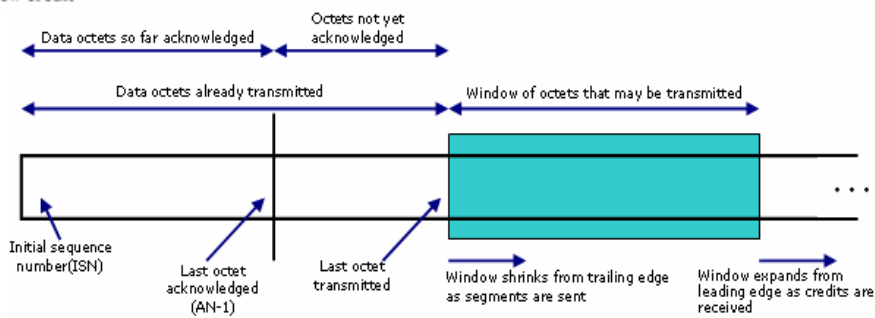 Octets not yet
acknowledged
Data octets so far acknowledged
Data octets already transmitted
Window of octets that may be transmitted
...
Initial sequence
number(ISN)
Last octet
acknowledged
(AN-1)
Last octet
transmitted
Window shrinks from trailing edge
as segments are sent
Window expands from
leading edge as credits are
received